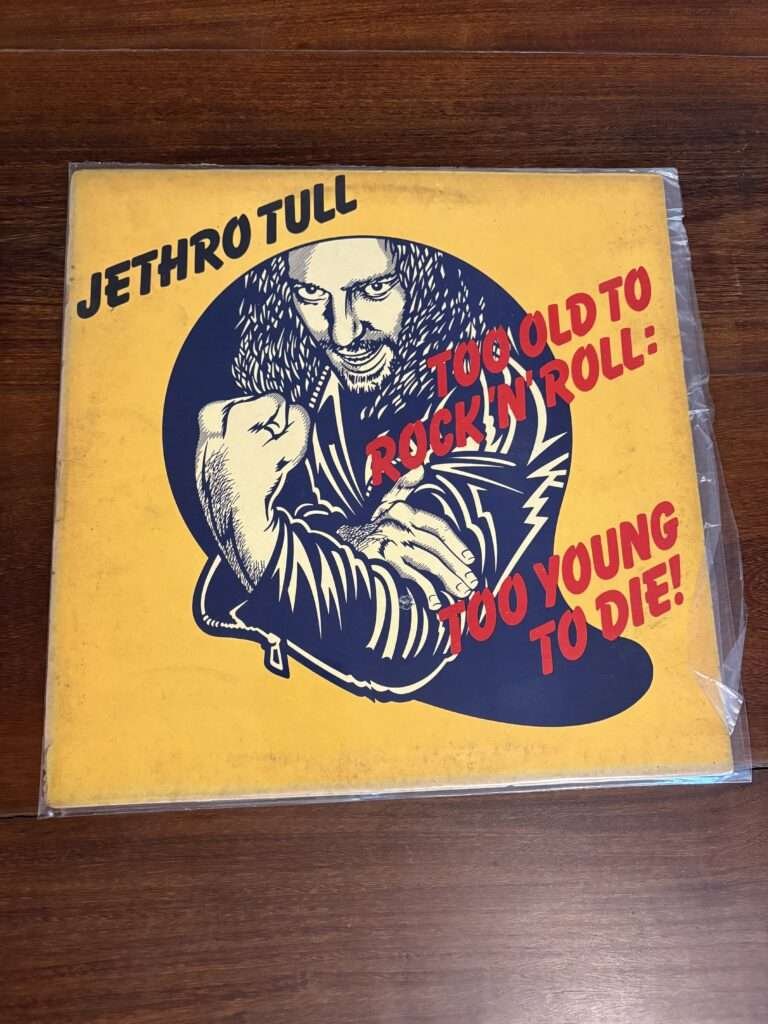 JETHRO TULL
TOO OLD TO
ROCK 'N' ROLL:
TOO YOUNG
TO DIE!